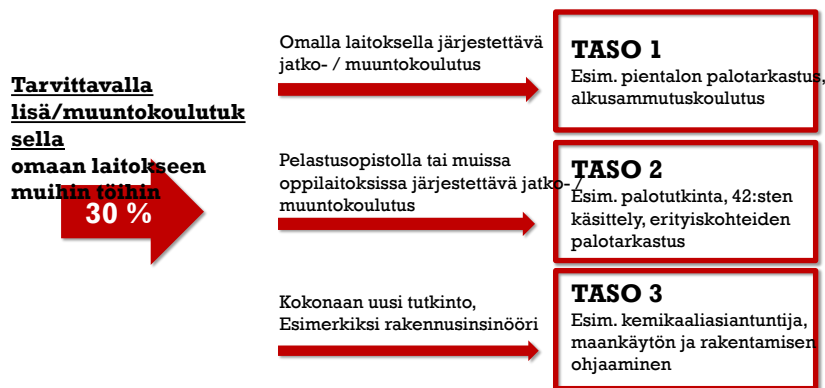 Tarvittavalla
lisä/muuntokoulutuk
sella
omaan laitokseen
muihin töihin
30 %
Omalla laitoksella järjestettävä
jatko- / muuntokoulutus
TASO 1
Esim. pientalon palotarkastus,
alkusammutuskoulutus
Pelastusopistolla tai muissa
oppilaitoksissa järjestettävä jatko- /
muuntokoulutus
TASO 2
Esim. palotutkinta, 42:sten
käsittely, erityiskohteiden
palotarkastus
Kokonaan uusi tutkinto,
Esimerkiksi rakennusinsinööri
TASO 3
Esim. kemikaaliasiantuntija,
maankäytön ja rakentamisen
ohjaaminen